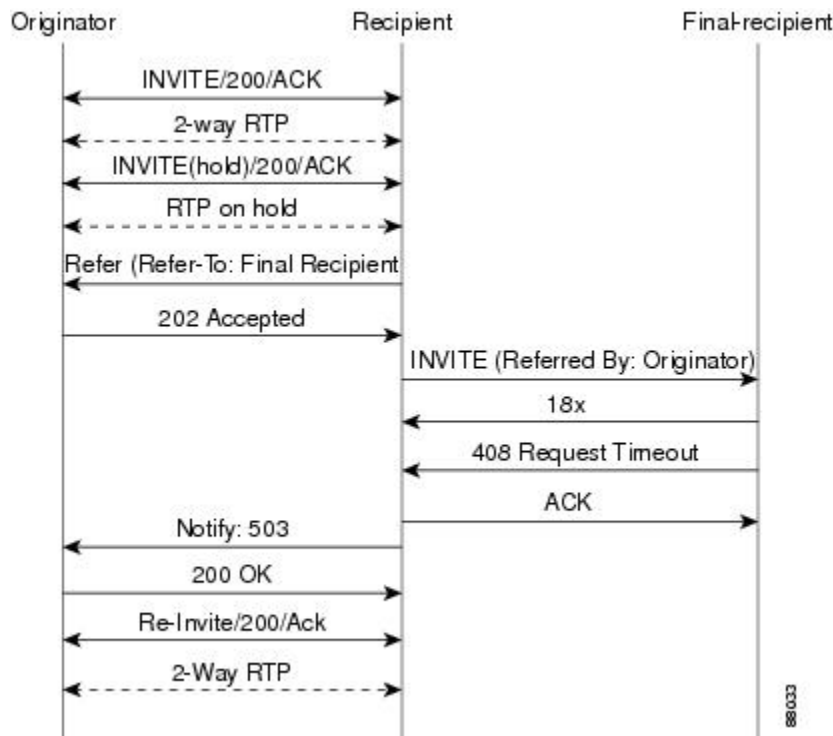 Originator Recipient Final-recipient
INVITE/200/ACK
2-way RTP
INVITE(hold)/200/ACK
RTP on hold
Refer (Refer-To: Final Recipient
202 Accepted
INVITE (Referred By: Originator)
18x
408 Request Timeout
ACK
Notify: 503
200 OK
Re-Invite/200/Ack
2-Way RTP
88033